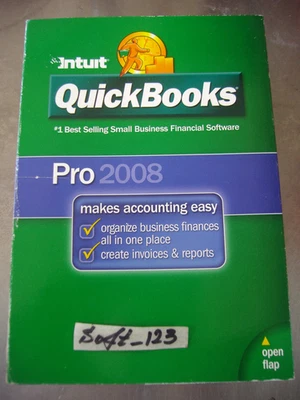 Intuit
QuickBooks
#1 Best Selling Small Business Financial Software
Pro 2008
makes accounting easy
organize business finances
all in one place
create invoices & reports
Soft_123
open
flap